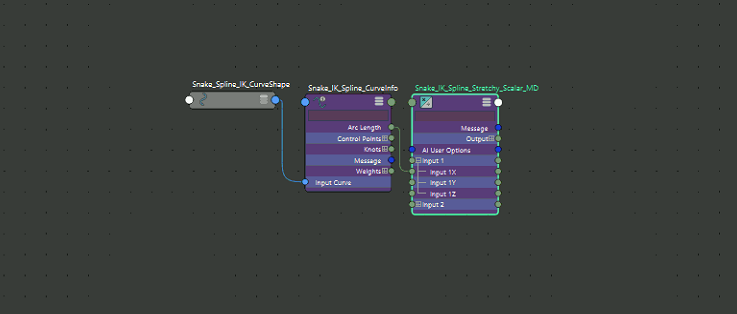 Snake_Spline_IK_CurveShape
Snake_IK_Spline_CurveInfo
Arc Length
Control Points
Knots
Message
Weights
Input Curve
Snake_IK_Spline_Stretchy_Scalar_MD
Message
Output
AI User Options
Input 1
Input 1X
Input 1Y
Input 1Z
Input 2